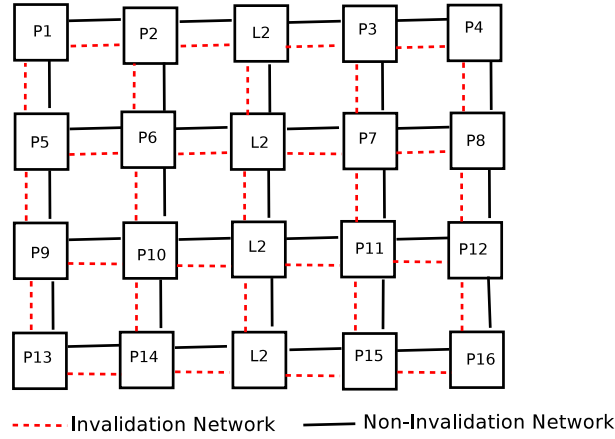 P1 P2 L2 P3 P4
P5 P6 L2 P7 P8
P9 P10 L2 P11 P12
P13 P14 L2 P15 P16
Invalidation Network Non-Invalidation Network